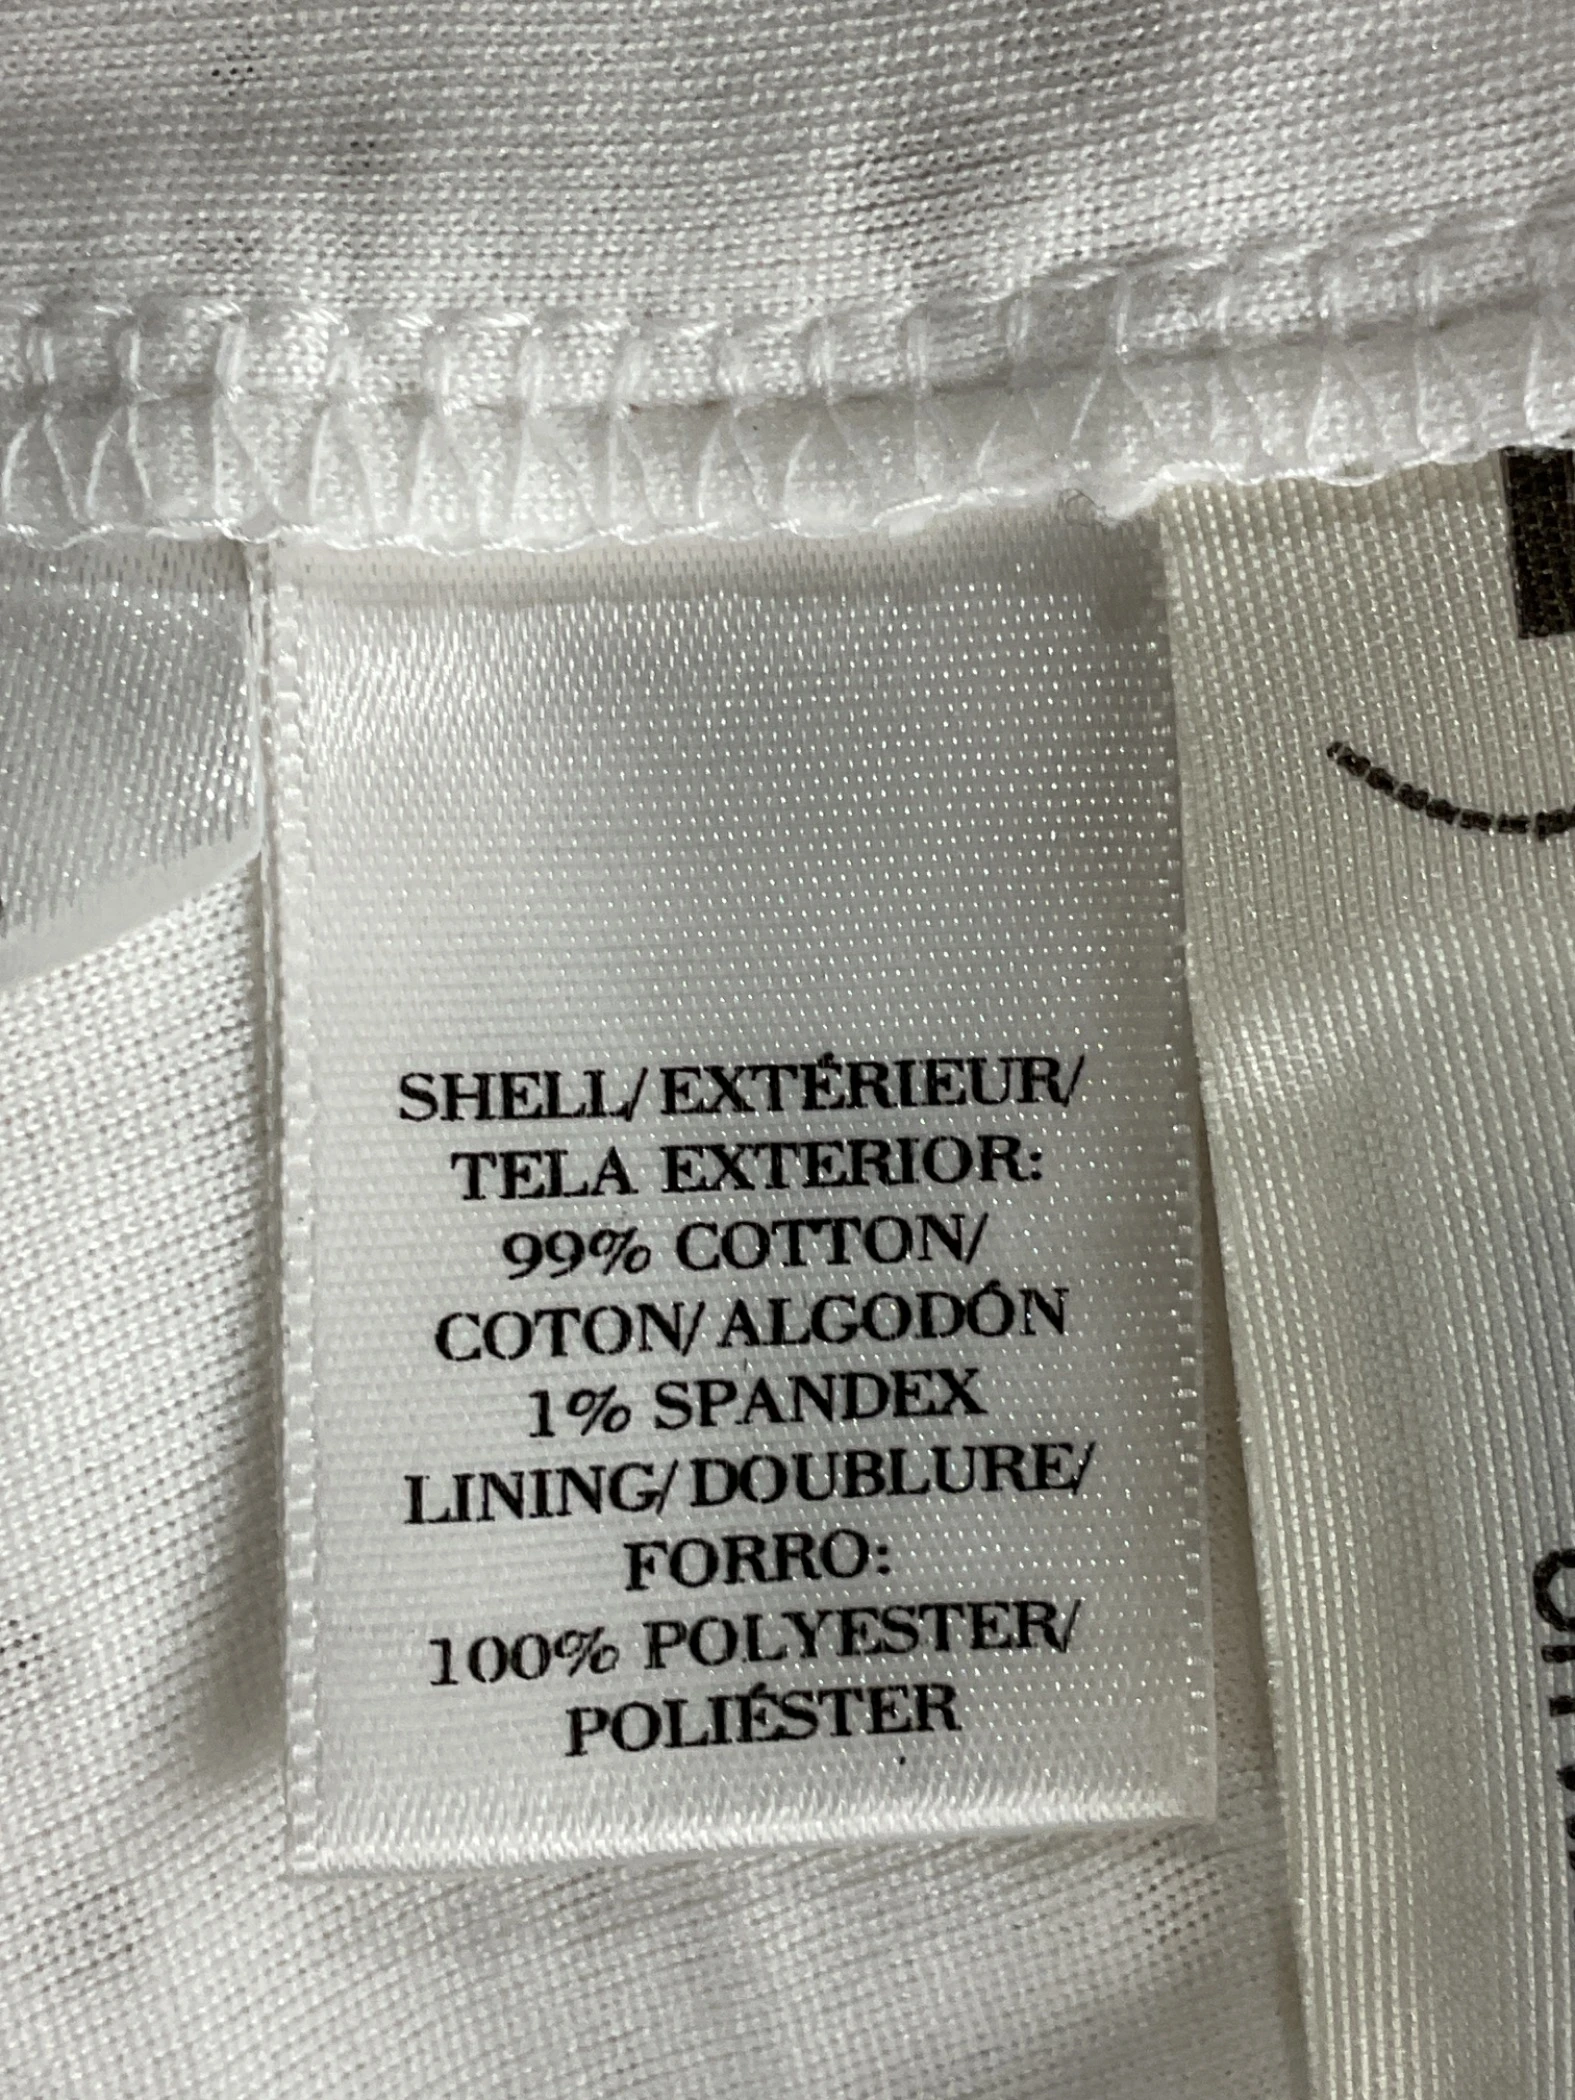 SHELL/EXTÉRIEUR/
TELA EXTERIOR:
99% COTTON/
COTON/ALGODÓN
1% SPANDEX
LINING/DOUBLURE/
FORRO:
100% POLYESTER/
POLIÉSTER